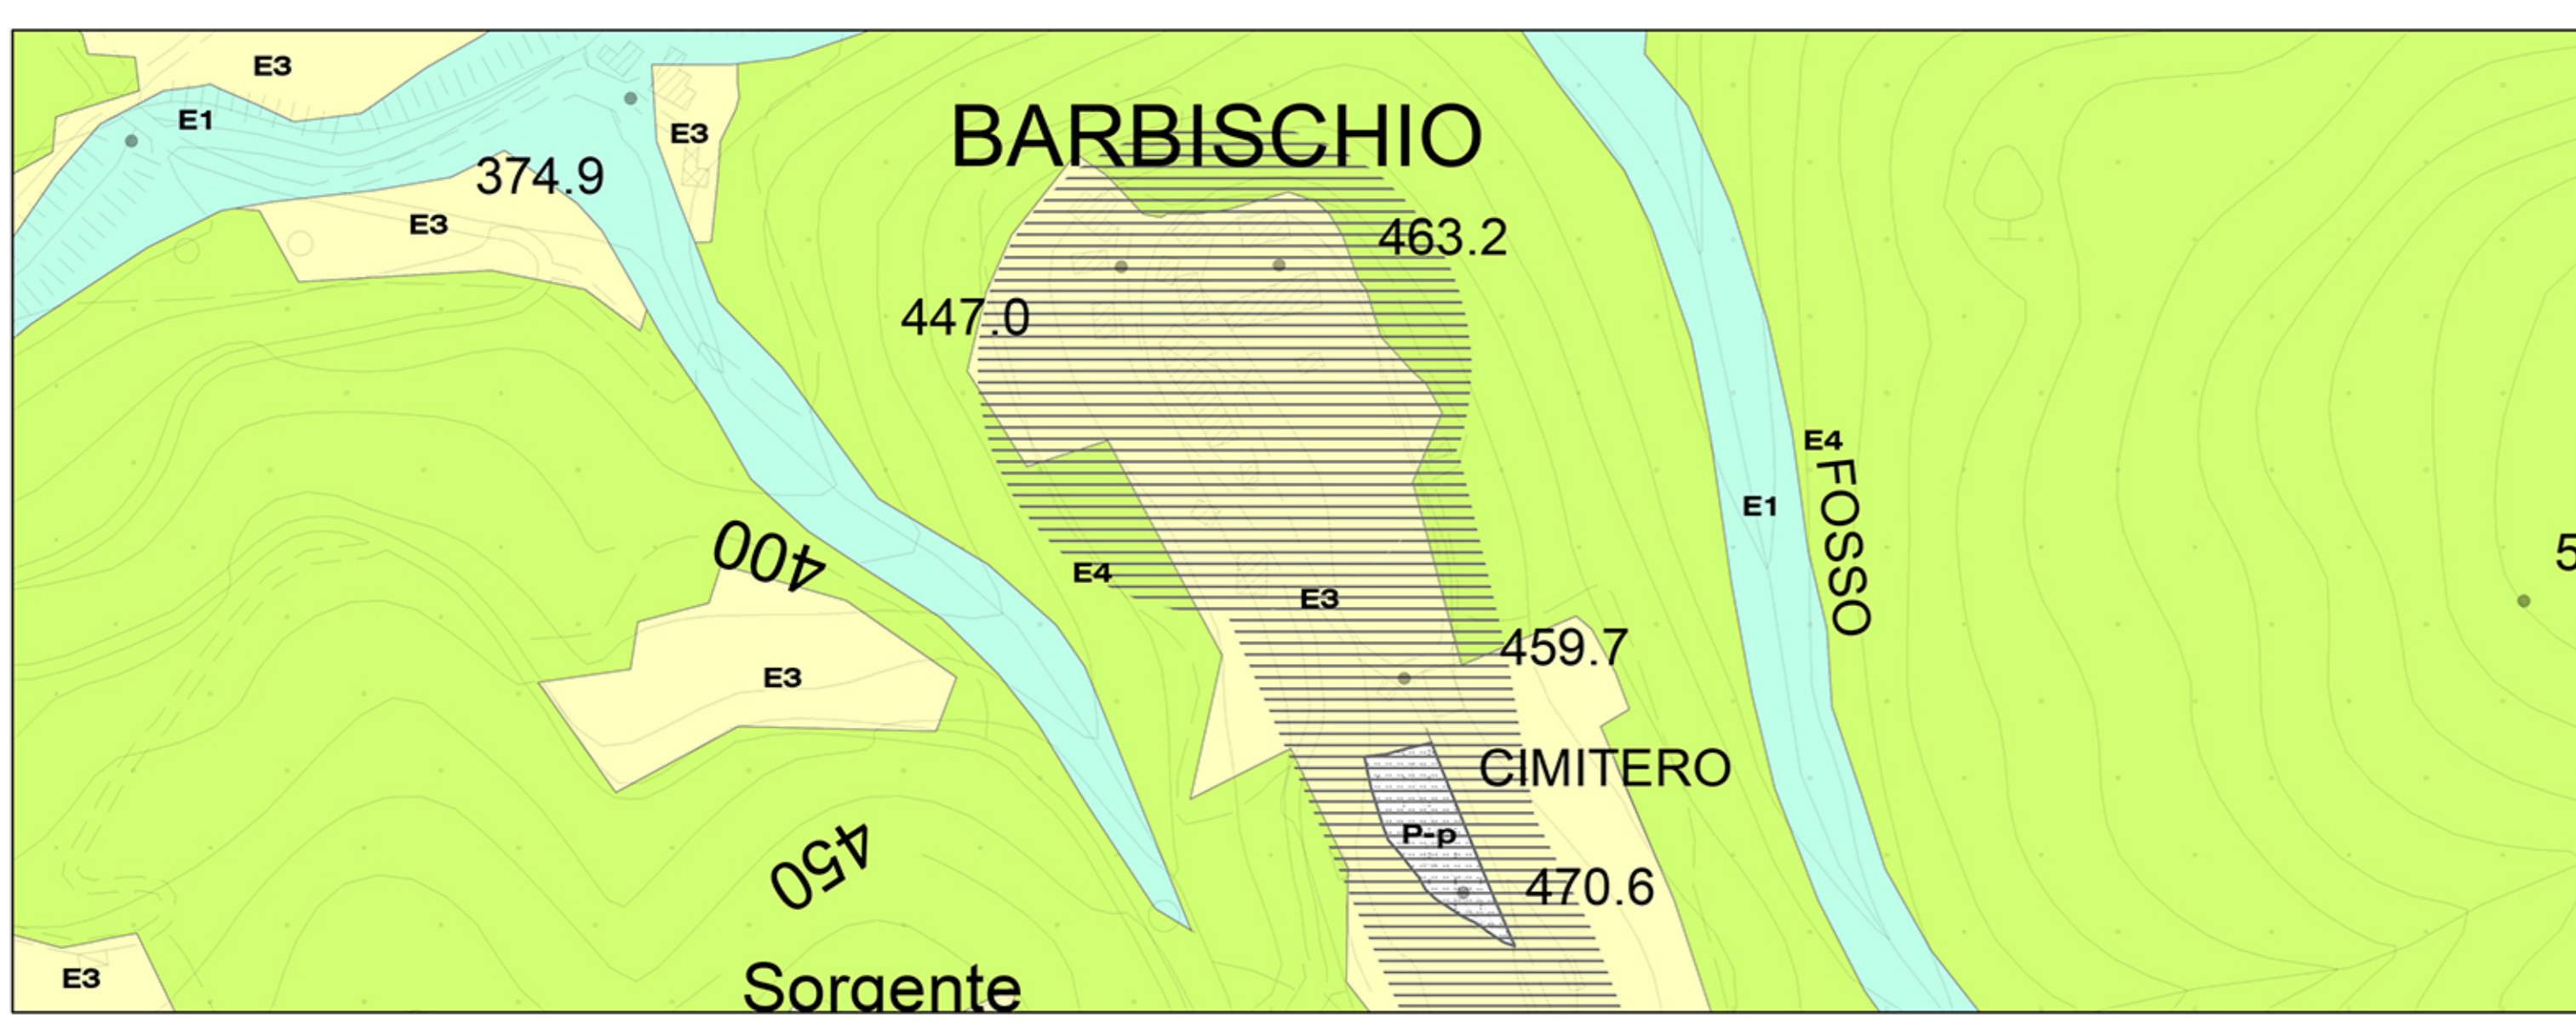 E3
E1
E3
374.9
E3
BARBISCHIO
463.2
447.0
E4
FOSSO
E1
400
E4
E3
5
459.7
E3
CIMITERO
P-p
450
470.6
E3
Sorgente